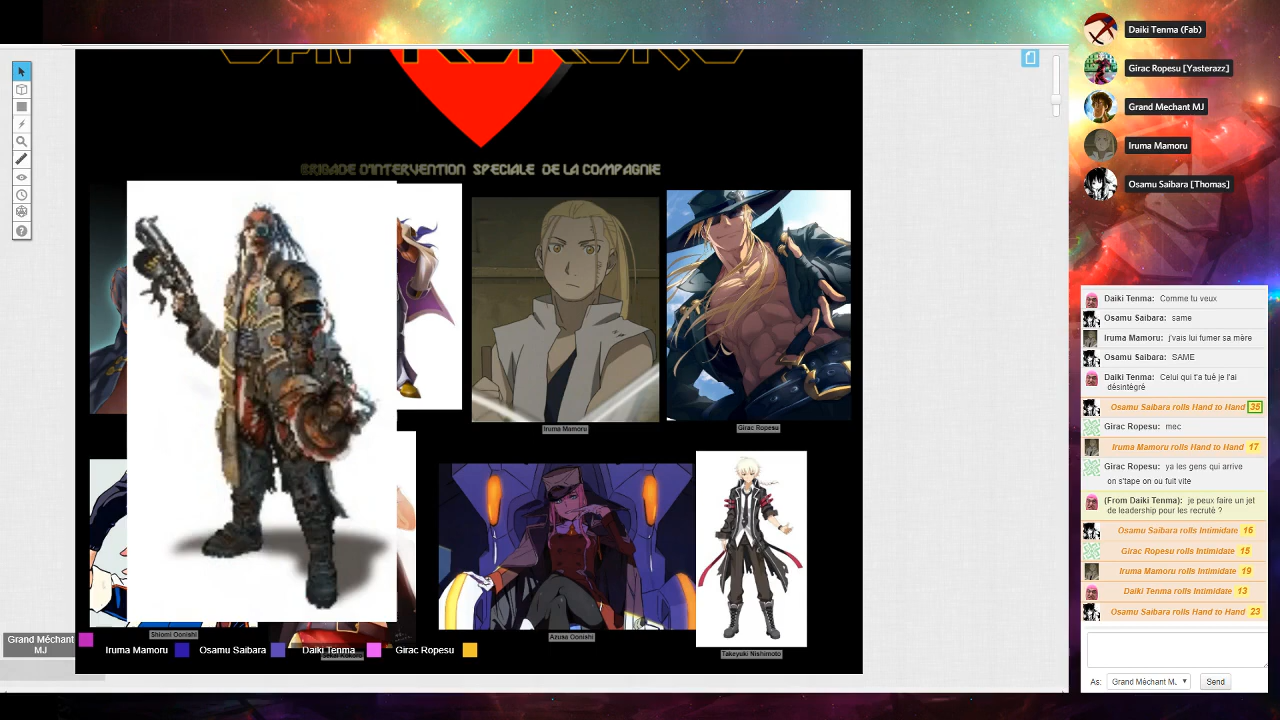 BRIGADE D'INTERVENTION SPECIALE DE LA COMPAGNIE
Iruma Mamoru
Girac Ropesu
Shiomi Oonishi
Azusa Oonishi
Takeyuki Nishimoto
Grand Méchant
MJ
Iruma Mamoru
Osamu Saibara
Daiki Tenma
Girac Ropesu
Daiki Tenma (Fab)
Girac Ropesu [Yasterazz]
Grand Mechant MJ
Iruma Mamoru
Osamu Saibara [Thomas]
Daiki Tenma: Comme tu veux
Osamu Saibara: same
Iruma Mamoru: j'vais lui fumer sa mère
Osamu Saibara: SAME
Daiki Tenma: Celui qui t'a tué je l'ai
désintégré
Osamu Saibara rolls Hand to Hand 35
Girac Ropesu: mec
Iruma Mamoru rolls Hand to Hand 17
Girac Ropesu: ya les gens qui arrive
on s'tape on ou fuit vite
(From Daiki Tenma): je peux faire un jet
de leadership pour les recruté ?
Osamu Saibara rolls Intimidate 16
Girac Ropesu rolls Intimidate 15
Iruma Mamoru rolls Intimidate 19
Daiki Tenma rolls Intimidate 13
Osamu Saibara rolls Hand to Hand 23
As:
Grand Méchant M.
Send